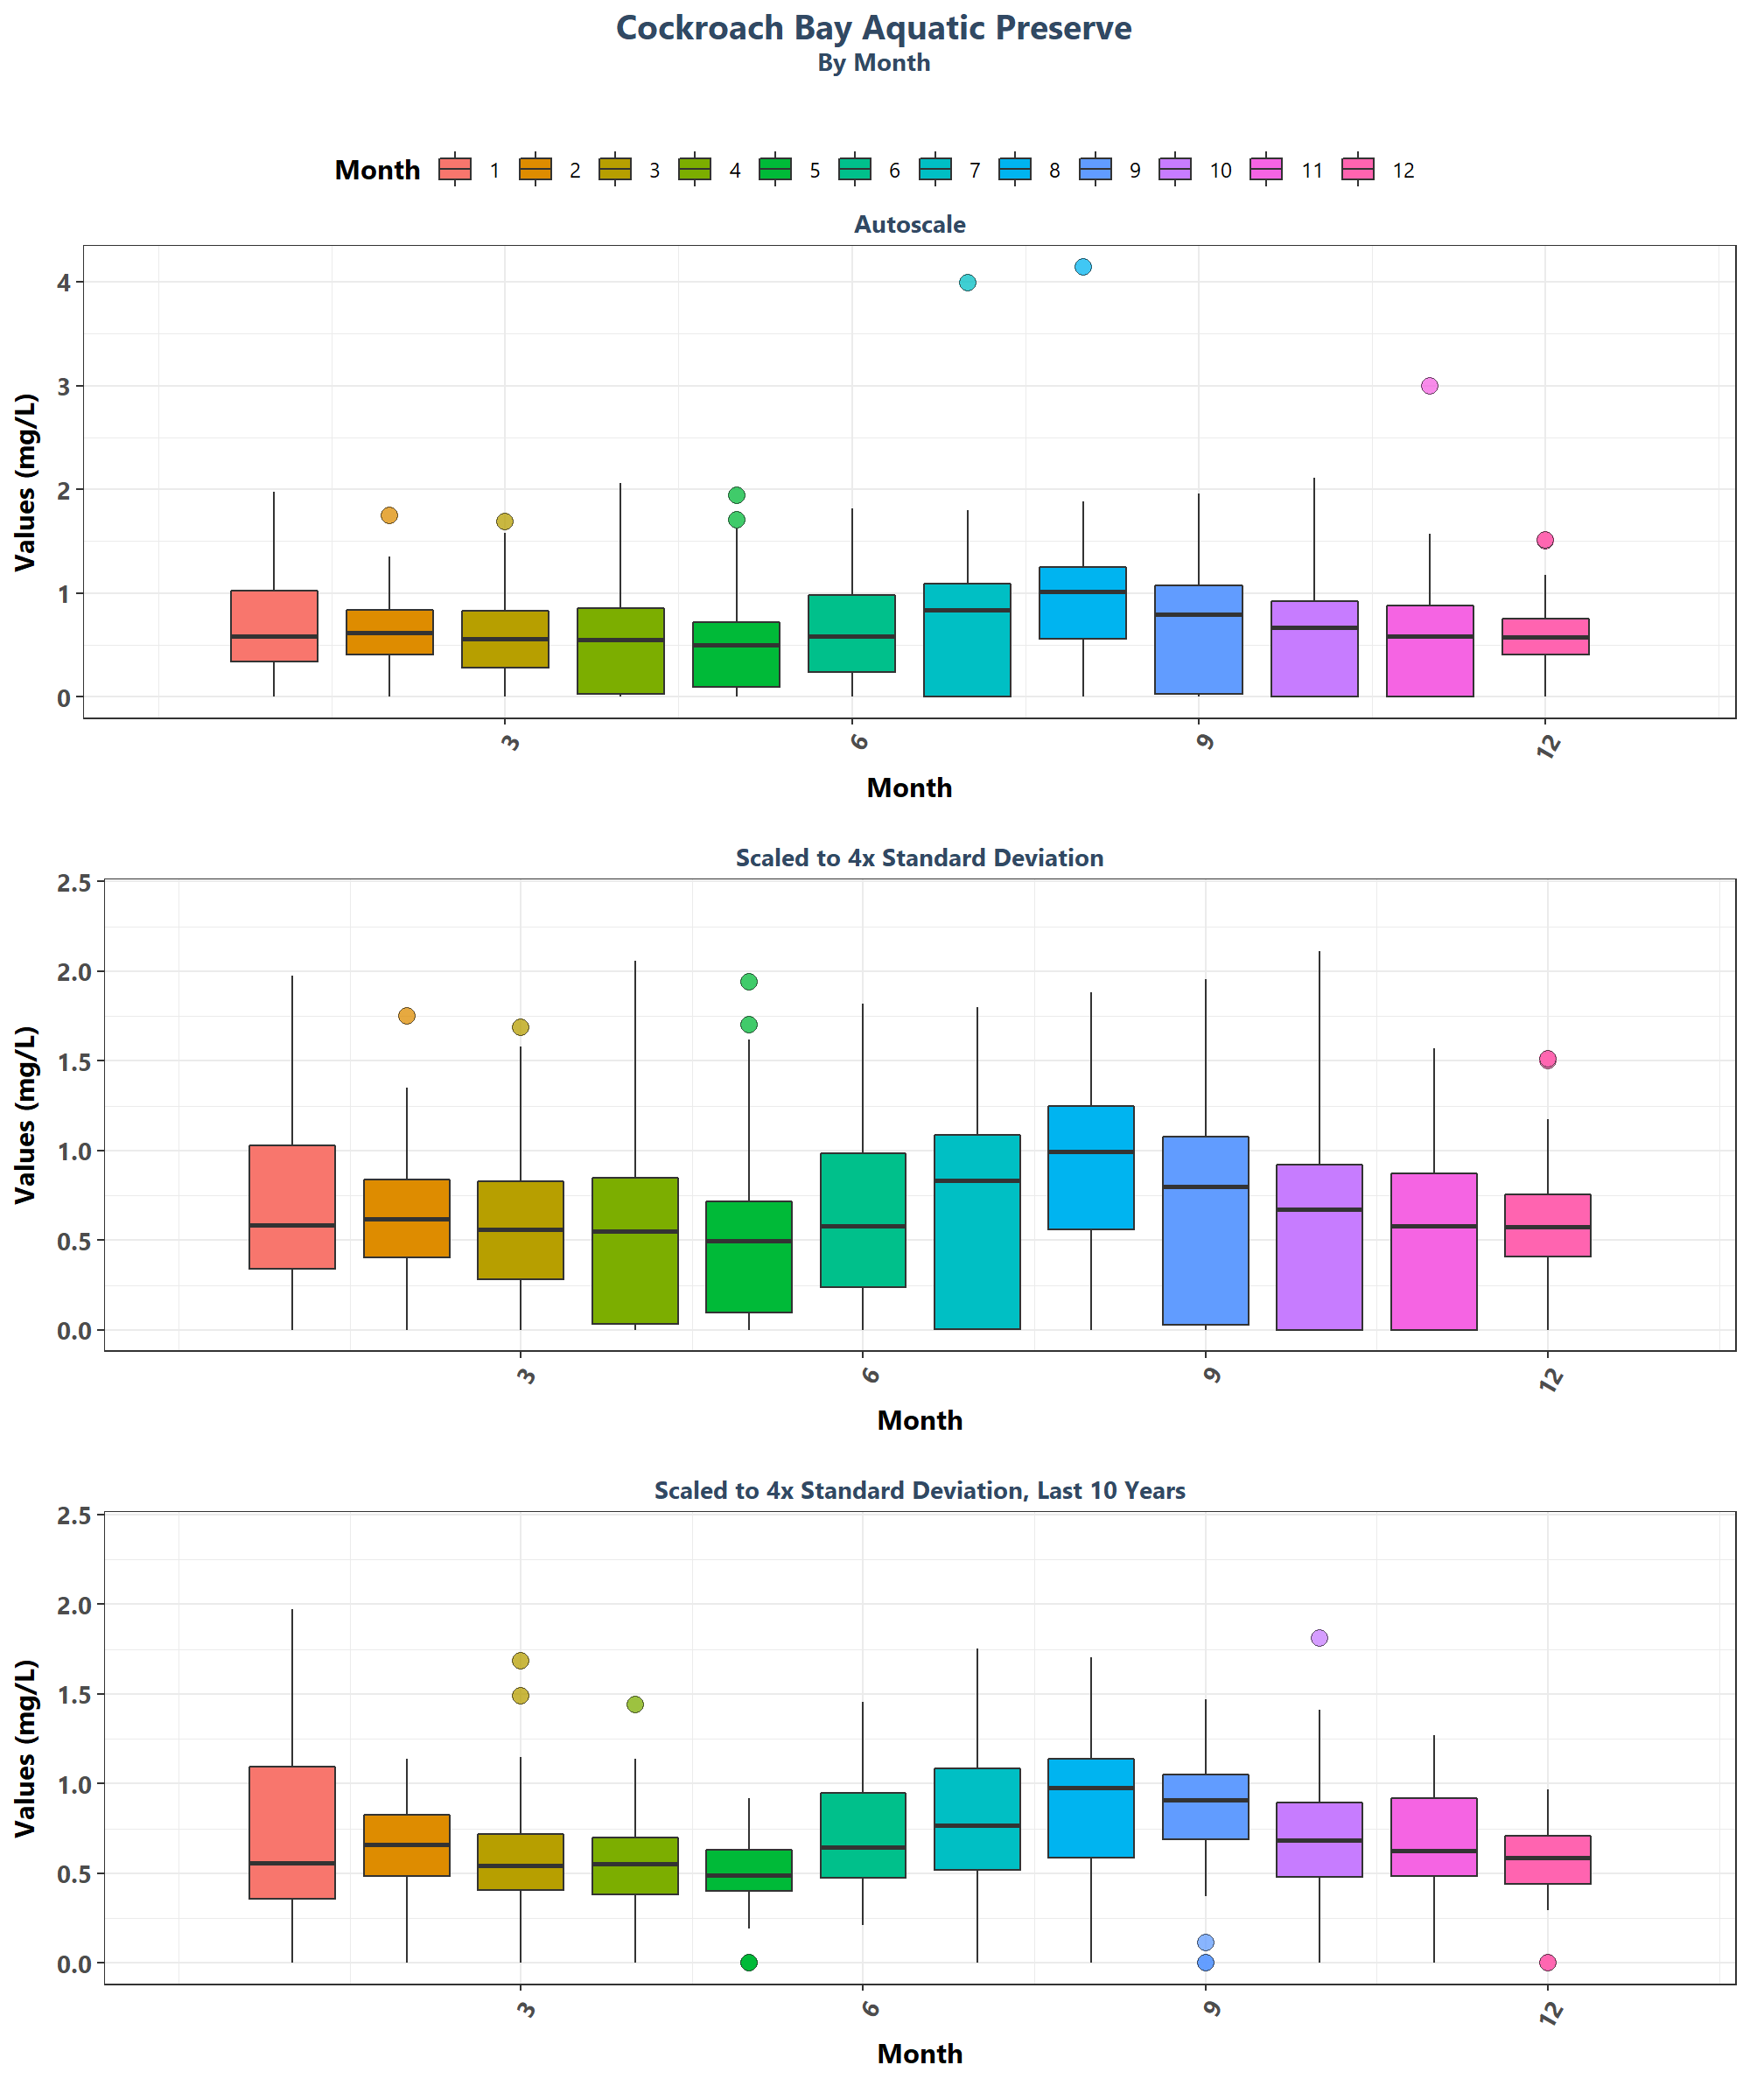 Cockroach Bay Aquatic Preserve
By Month
Month 1 2 3 4 5 6 7 8 9 10 11 12
Autoscale
Values (mg/L)
4
3
2
1
0
3 6 9 12
Month
Scaled to 4x Standard Deviation
Values (mg/L)
2.5
2.0
1.5
1.0
0.5
0.0
3 6 9 12
Month
Scaled to 4x Standard Deviation, Last 10 Years
Values (mg/L)
2.5
2.0
1.5
1.0
0.5
0.0
3 6 9 12
Month